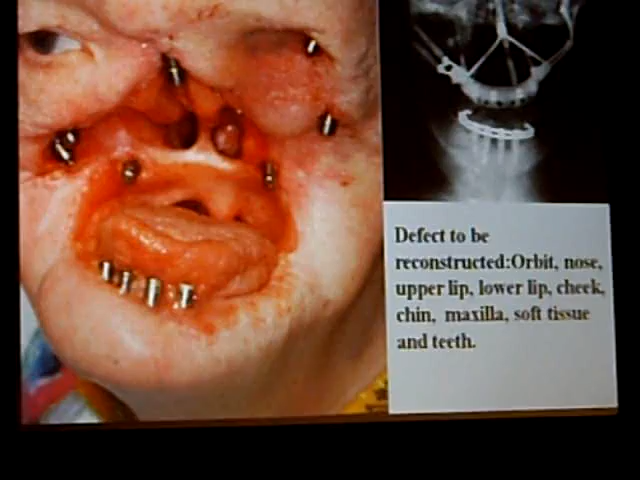 Defect to be
reconstructed:Orbit, nose,
upper lip, lower lip, cheek,
chin, maxilla, soft tissue
and teeth.